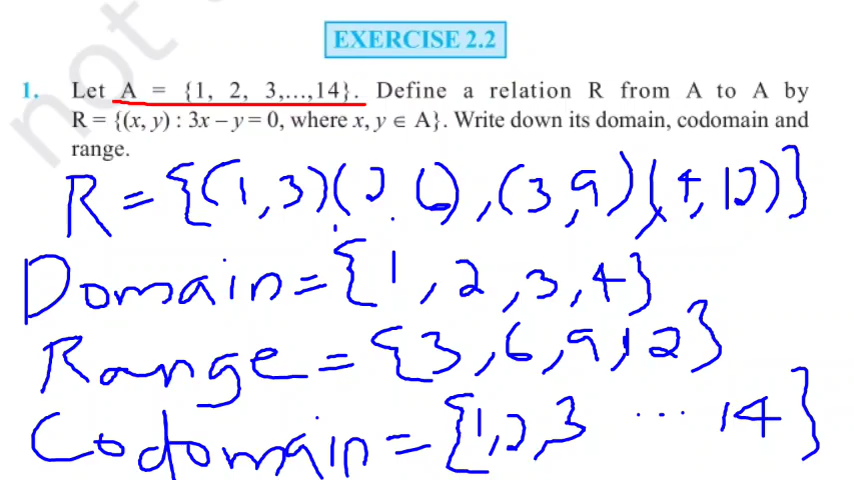 not
EXERCISE 2.2
1. Let A = {1, 2, 3,...,14}. Define a relation R from A to A by
R = {(x, y) : 3x – y = 0, where x, y ∈ A}. Write down its domain, codomain and
range.
R = {(1,3)(2,6),(3,9),(4,12)}
Domain={1,2,3,4}
Range={3,6,9,12}
Codomain={1,2,3 ... 14}